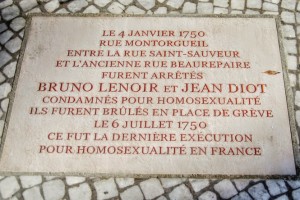 LE 4 JANVIER 1750
RUE MONTORGUEIL
ENTRE LA RUE SAINT-SAUVEUR
ET L'ANCIENNE RUE BEAUREPAIRE
FURENT ARRÊTÉS
BRUNO LENOIR ET JEAN DIOT
CONDAMNÉS POUR HOMOSEXUALITÉ
ILS FURENT BRÛLÉS EN PLACE DE GRÈVE
LE 6 JUILLET 1750
CE FUT LA DERNIÈRE EXÉCUTION
POUR HOMOSEXUALITÉ EN FRANCE